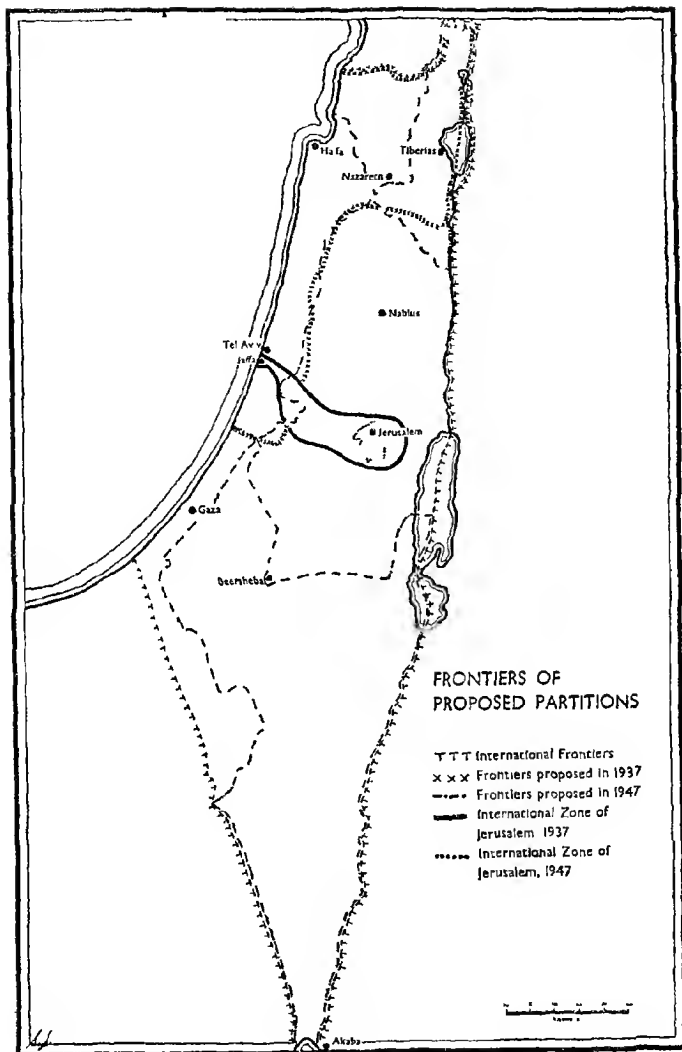 Haifa
Tiberias
Nazareth
Nablus
Tel Aviv
Jaffa
Jerusalem
Gaza
Beersheba
FRONTIERS OF
PROPOSED PARTITIONS
International Frontiers
Frontiers proposed in 1937
Frontiers proposed in 1947
International Zone of
Jerusalem 1937
International Zone of
Jerusalem, 1947
Akaba